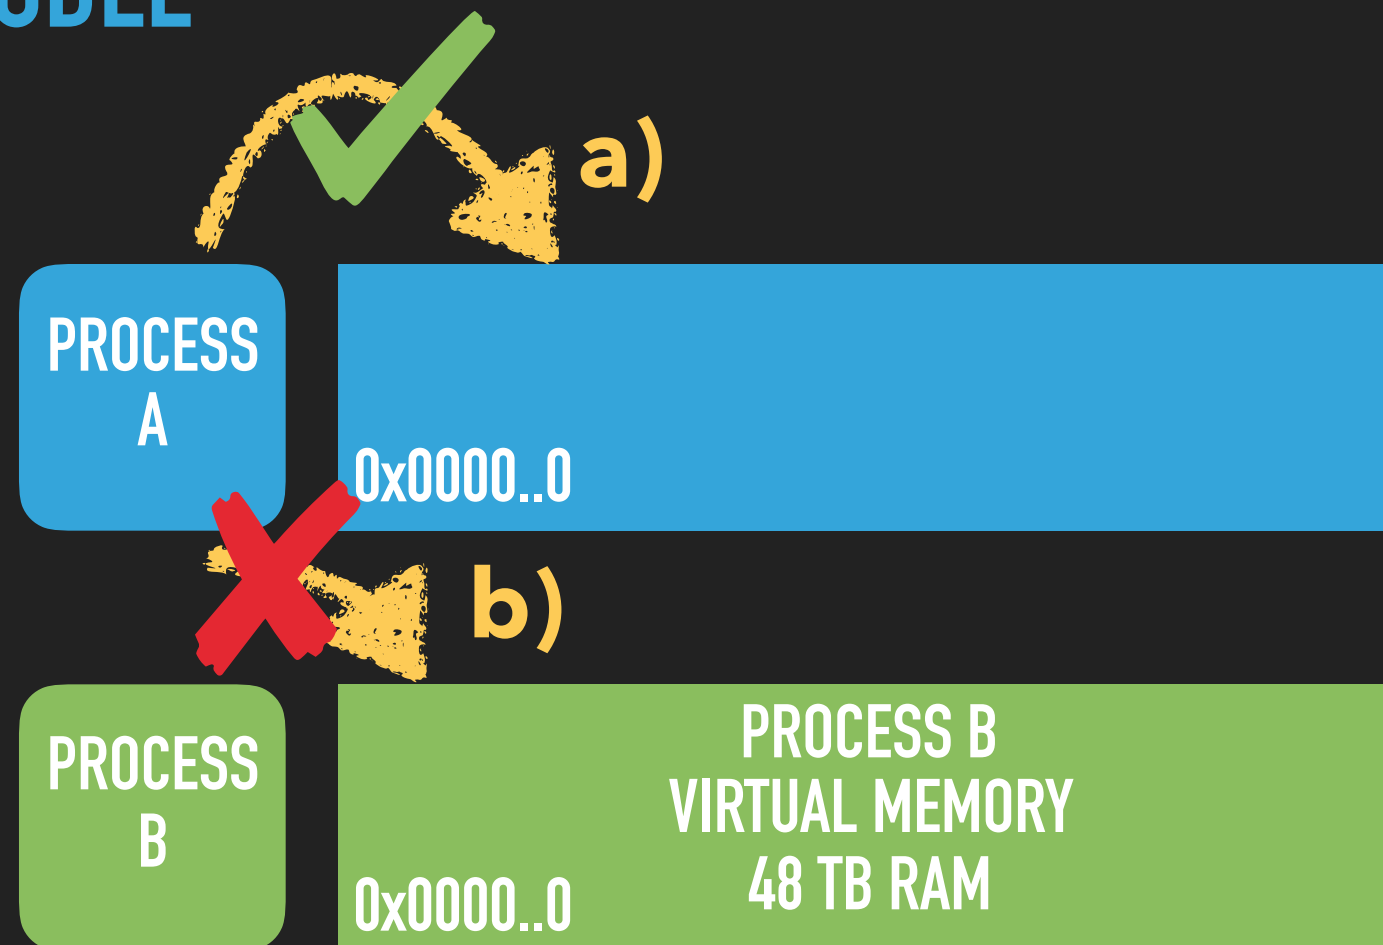 a)
PROCESS
A
0x0000..0
b)
PROCESS
B
PROCESS B
VIRTUAL MEMORY
48 TB RAM
0x0000..0